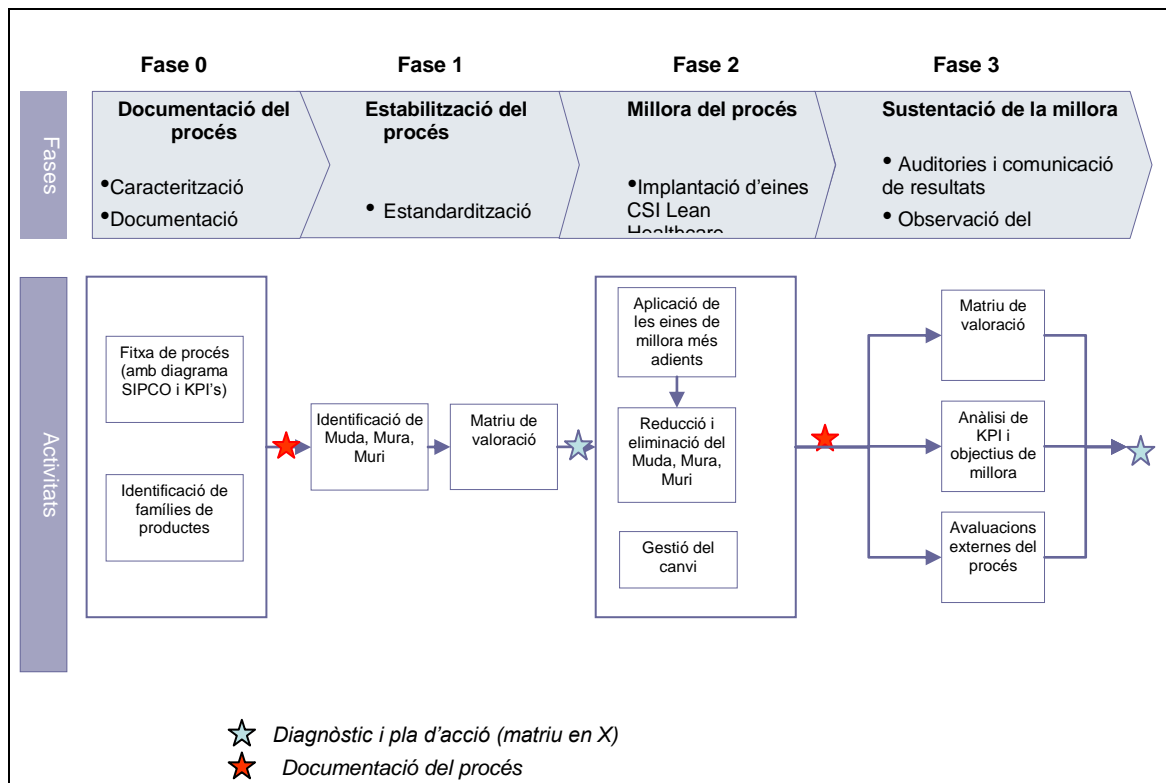 Fase 0
Fase 1
Fase 2
Fase 3
Fases
Documentació del
procés
•Caracterització
•Documentació
Estabilització del
procés
• Estandardització
Millora del procés
•Implantació d'eines
CSI Lean
Healthcare
Sustentació de la millora
• Auditories i comunicació
de resultats
• Observació del
Activitats
Fitxa de procés
(amb diagrama
SIPCO i KPI's)
Identificació de
famílies de
productes
Identificació de
Muda, Mura,
Muri
Matriu de
valoració
Aplicació de
les eines de
millora més
adients
Reducció i
eliminació del
Muda, Mura,
Muri
Gestió del
canvi
Matriu de
valoració
Anàlisi de
KPI i
objectius de
millora
Avaluacions
externes del
procés
Diagnòstic i pla d'acció (matriu en X)
Documentació del procés